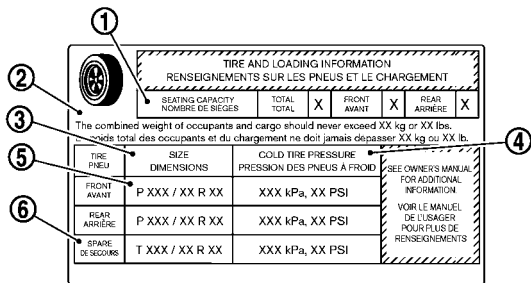 ①
TIRE AND LOADING INFORMATION
RENSEIGNEMENTS SUR LES PNEUS ET LE CHARGEMENT
②
SEATING CAPACITY TOTAL X FRONT X REAR X
NOMBRE DE SIÈGES TOTAL AVANT ARRIÈRE
The combined weight of occupants and cargo should never exceed XX kg or XX lbs.
poids total des occupants et du chargement ne doit jamais depasser XX kg ou XX lb.
③
④
TIRE SIZE COLD TIRE PRESSURE
PNEU DIMENSIONS PRESSION DES PNEUS À FROID
⑤
FRONT
AVANT
P XXX / XX R XX XXX kPa, XX PSI
REAR
ARRIÈRE
P XXX / XX R XX XXX kPa, XX PSI
⑥
SPARE
DE SECOURS
T XXX / XX R XX XXX kPa, XX PSI
SEE OWNER'S MANUAL
FOR ADDITIONAL
INFORMATION.
VOIR LE MANUEL
DE L'USAGER
POUR PLUS DE
RENSEIGNEMENTS